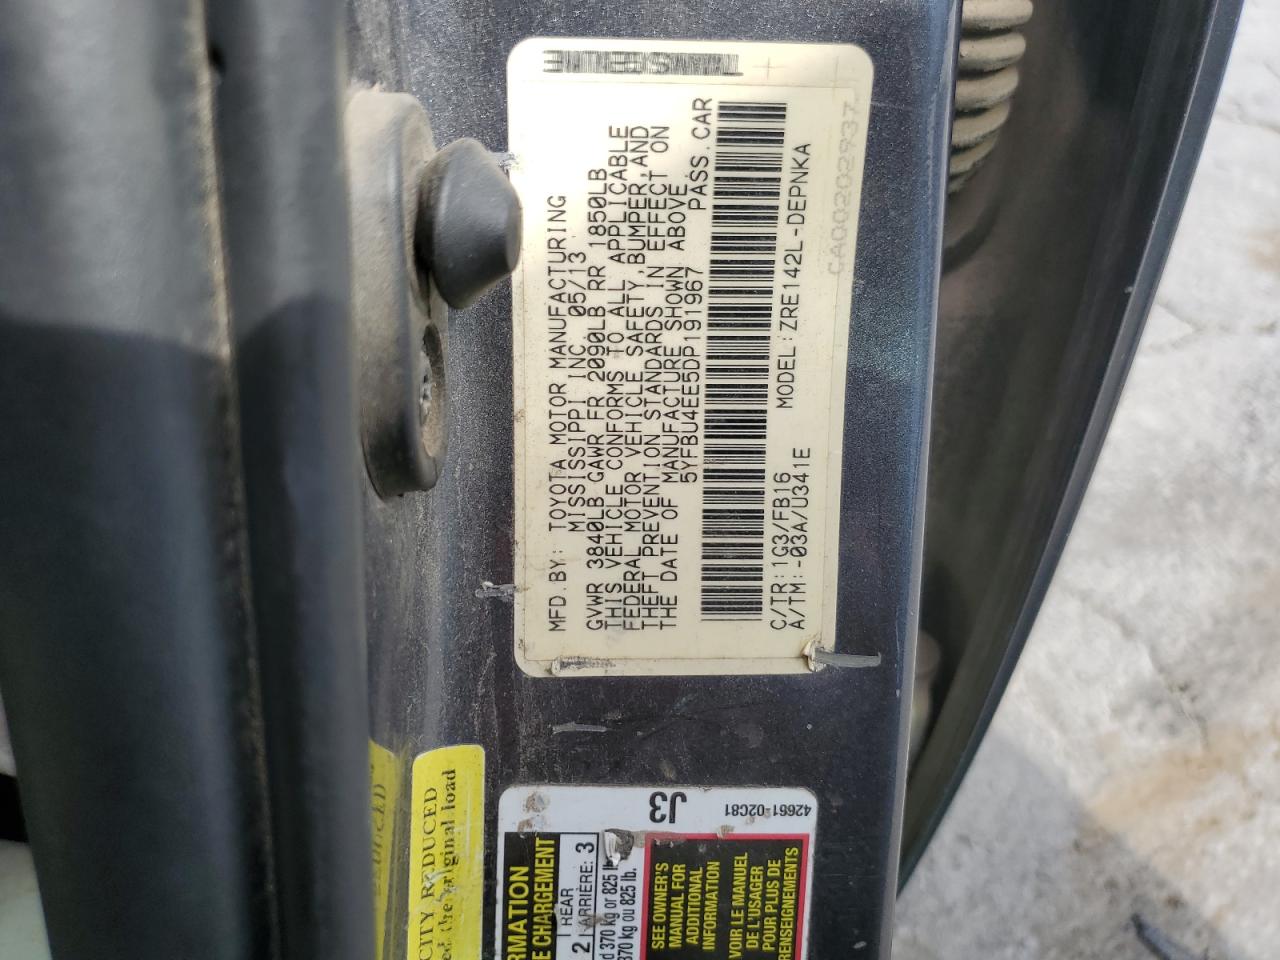 MFD.BY: TOYOTA MOTOR MANUFACTURING
MISSISSIPPI INC. 05/13
GVWR 3840LB GAWR FR 2090LB RR 1850LB
THIS VEHICLE CONFORMS TO ALL APPLICABLE
FEDERAL MOTOR VEHICLE SAFETY, BUMPER, AND
THEFT PREVENTION STANDARDS IN EFFECT ON
THE DATE OF MANUFACTURE SHOWN ABOVE
5YFBU4EE5DP191967 PASS.CAR
C/TR:1G3/FB16 MODEL:ZRE142L-DEPNKA
A/TM:-03A/U341E
CA00202937
CITY REDUCED
the original load
J3
42661-02C81
RMATION
E CHARGEMENT
2 REAR
ARRIÈRE: 3
370 kg or 825 lb
370 kg ou 825 lb.
SEE OWNER'S
MANUAL FOR
ADDITIONAL
INFORMATION
VOIR LE MANUEL
DE L'USAGER
POUR PLUS DE
RENSEIGNEMENTS